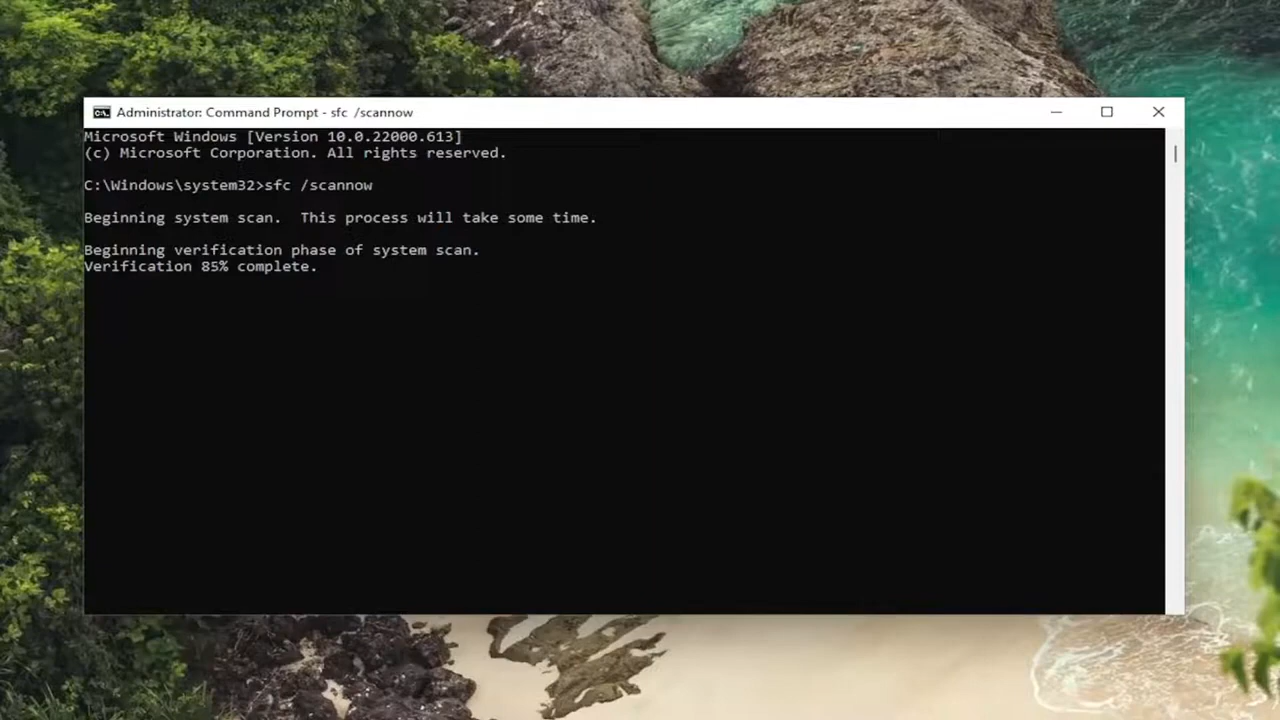 Administrator: Command Prompt - sfc  /scannow
Microsoft Windows [Version 10.0.22000.613]
(c) Microsoft Corporation. All rights reserved.
C:\Windows\system32>sfc /scannow
Beginning system scan.  This process will take some time.
Beginning verification phase of system scan.
Verification 85% complete.